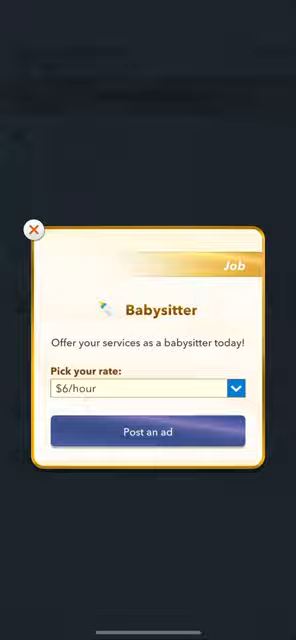 Job
Babysitter
Offer your services as a babysitter today!
Pick your rate:
$6/hour
Post an ad